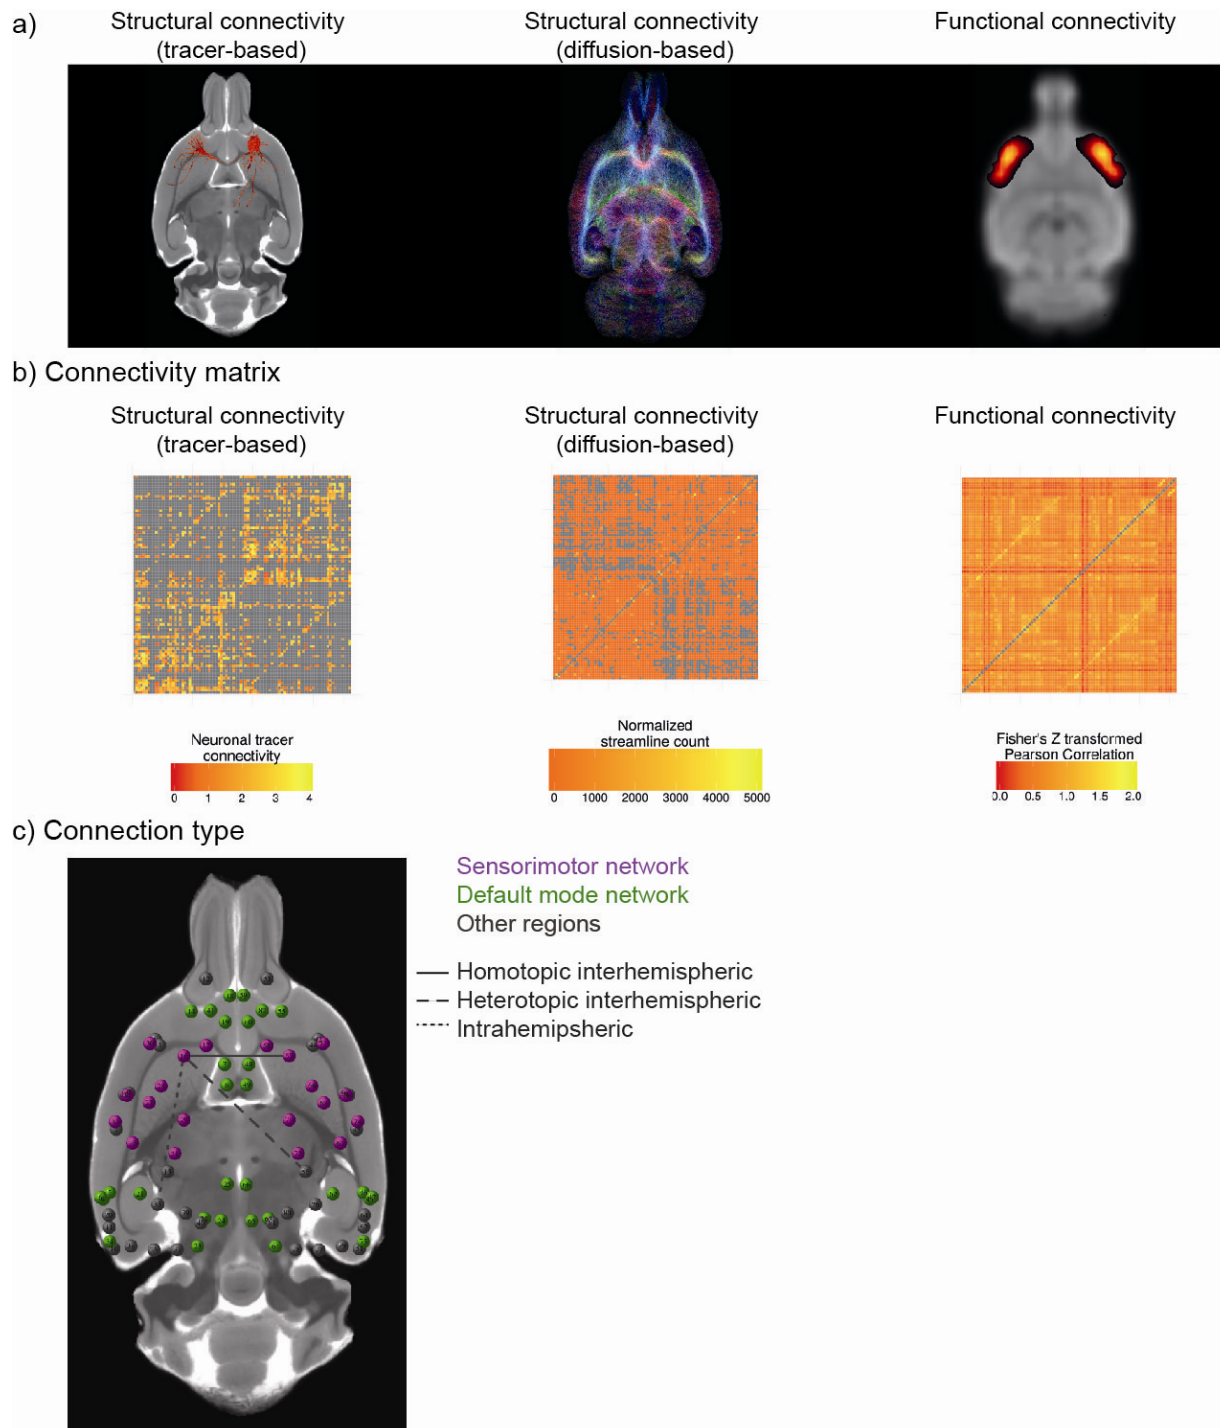 a)
Structural connectivity
(tracer-based)
Structural connectivity
(diffusion-based)
Functional connectivity
b) Connectivity matrix
Structural connectivity
(tracer-based)
Structural connectivity
(diffusion-based)
Functional connectivity
Neuronal tracer
connectivity
0 1 2 3 4
Normalized
streamline count
0 1000 2000 3000 4000 5000
Fisher's Z transformed
Pearson Correlation
0.0 0.5 1.0 1.5 2.0
c) Connection type
Sensorimotor network
Default mode network
Other regions
Homotopic interhemispheric
Heterotopic interhemispheric
Intrahemipsheric